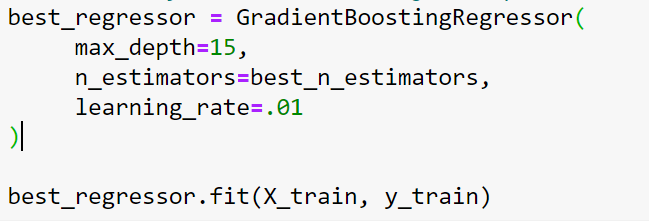 best_regressor = GradientBoostingRegressor(
    max_depth=15,
    n_estimators=best_n_estimators,
    learning_rate=.01
)
best_regressor.fit(X_train, y_train)